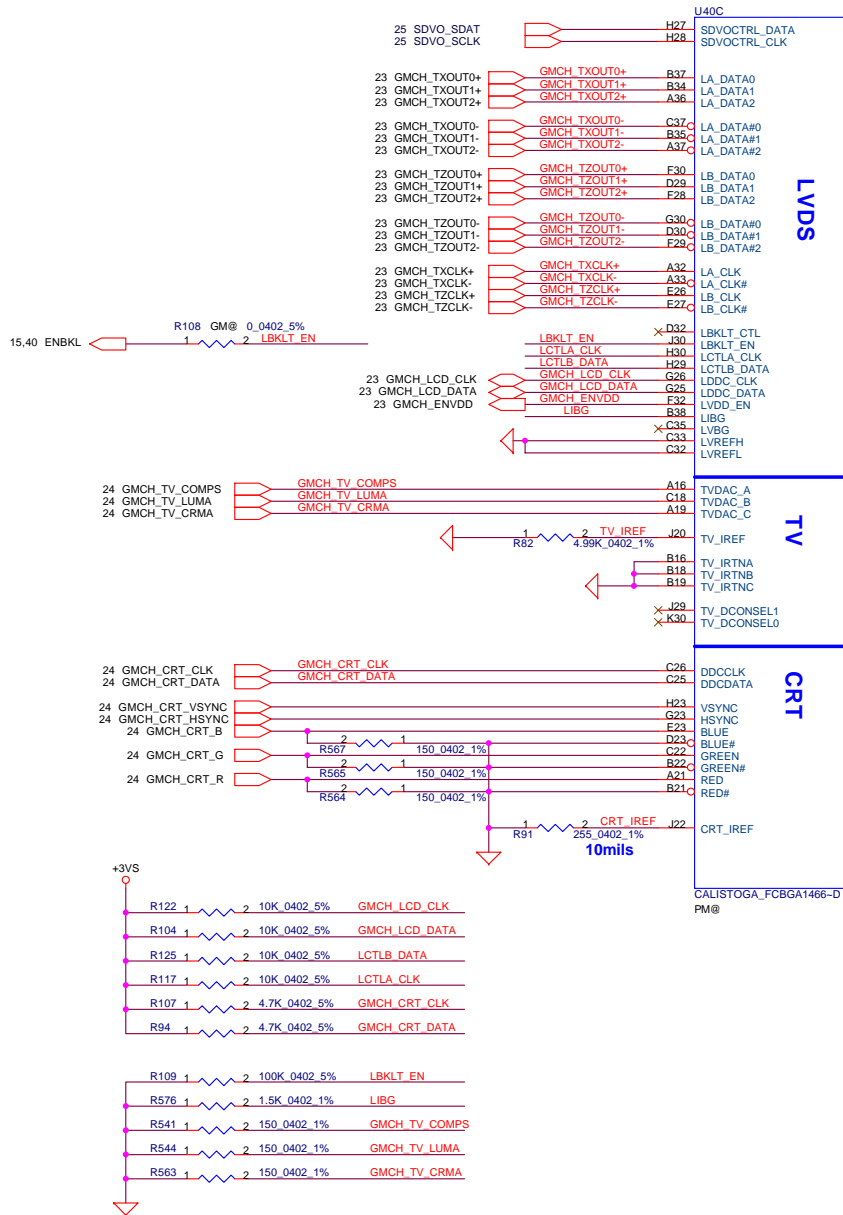 U40C
25 SDVO_SDAT H27 SDVOCTRL_DATA
25 SDVO_SCLK H28 SDVOCTRL_CLK
23 GMCH_TXOUT0+ GMCH_TXOUT0+ B37 LA_DATA0
23 GMCH_TXOUT1+ GMCH_TXOUT1+ B34 LA_DATA1
23 GMCH_TXOUT2+ GMCH_TXOUT2+ A36 LA_DATA2
23 GMCH_TXOUT0- GMCH_TXOUT0- C37 LA_DATA#0
23 GMCH_TXOUT1- GMCH_TXOUT1- B35 LA_DATA#1
23 GMCH_TXOUT2- GMCH_TXOUT2- A37 LA_DATA#2
23 GMCH_TZOUT0+ GMCH_TZOUT0+ F30 LB_DATA0
23 GMCH_TZOUT1+ GMCH_TZOUT1+ D29 LB_DATA1
23 GMCH_TZOUT2+ GMCH_TZOUT2+ F28 LB_DATA2
LVDS
23 GMCH_TZOUT0- GMCH_TZOUT0- G30 LB_DATA#0
23 GMCH_TZOUT1- GMCH_TZOUT1- D30 LB_DATA#1
23 GMCH_TZOUT2- GMCH_TZOUT2- F29 LB_DATA#2
23 GMCH_TXCLK+ GMCH_TXCLK+ A32 LA_CLK
23 GMCH_TXCLK- GMCH_TXCLK- A33 LA_CLK#
23 GMCH_TZCLK+ GMCH_TZCLK+ E26 LB_CLK
23 GMCH_TZCLK- GMCH_TZCLK- E27 LB_CLK#
R108 GM@ 0_0402_5%
15,40 ENBKL 1 2 LBKLT_EN
D32 LBKLT_CTL
LBKLT_EN J30 LBKLT_EN
LCTLA_CLK H30 LCTLA_CLK
LCTLB_DATA H29 LCTLB_DATA
23 GMCH_LCD_CLK GMCH_LCD_CLK G26 LDDC_CLK
23 GMCH_LCD_DATA GMCH_LCD_DATA G25 LDDC_DATA
23 GMCH_ENVDD GMCH_ENVDD F32 LVDD_EN
LIBG B38 LIBG
C35 LVBG
C33 LVREFH
C32 LVREFL
24 GMCH_TV_COMPS GMCH_TV_COMPS A16 TVDAC_A
24 GMCH_TV_LUMA GMCH_TV_LUMA C18 TVDAC_B
24 GMCH_TV_CRMA GMCH_TV_CRMA A19 TVDAC_C
TV
1 2 TV_IREF J20 TV_IREF
R82 4.99K_0402_1%
B16 TV_IRTNA
B18 TV_IRTNB
B19 TV_IRTNC
J29 TV_DCONSEL1
K30 TV_DCONSEL0
24 GMCH_CRT_CLK GMCH_CRT_CLK C26 DDCCLK
24 GMCH_CRT_DATA GMCH_CRT_DATA C25 DDCDATA
CRT
24 GMCH_CRT_VSYNC H23 VSYNC
24 GMCH_CRT_HSYNC G23 HSYNC
24 GMCH_CRT_B E23 BLUE
2 1 D23 BLUE#
R567 150_0402_1%
24 GMCH_CRT_G C22 GREEN
2 1 B22 GREEN#
R565 150_0402_1%
24 GMCH_CRT_R A21 RED
2 1 B21 RED#
R564 150_0402_1%
1 2 CRT_IREF J22 CRT_IREF
R91 255_0402_1%
10mils
+3VS
CALISTOGA_FCBGA1466~D
PM@
R122 1 2 10K_0402_5% GMCH_LCD_CLK
R104 1 2 10K_0402_5% GMCH_LCD_DATA
R125 1 2 10K_0402_5% LCTLB_DATA
R117 1 2 10K_0402_5% LCTLA_CLK
R107 1 2 4.7K_0402_5% GMCH_CRT_CLK
R94 1 2 4.7K_0402_5% GMCH_CRT_DATA
R109 1 2 100K_0402_5% LBKLT_EN
R576 1 2 1.5K_0402_1% LIBG
R541 1 2 150_0402_1% GMCH_TV_COMPS
R544 1 2 150_0402_1% GMCH_TV_LUMA
R563 1 2 150_0402_1% GMCH_TV_CRMA